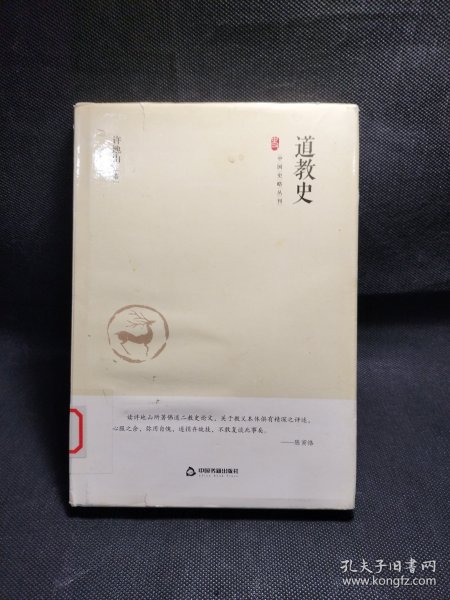 道教史
中国史略丛刊
许地山 著
读许地山所著佛道二教史论文，关于教义本体俱有精深之评述，
心服之余，弥用自愧，遂捐弃故技，不敢复谈此事矣。
——陈寅恪
中国书籍出版社
China Book Press
孔夫子旧书网
www.kongfz.com